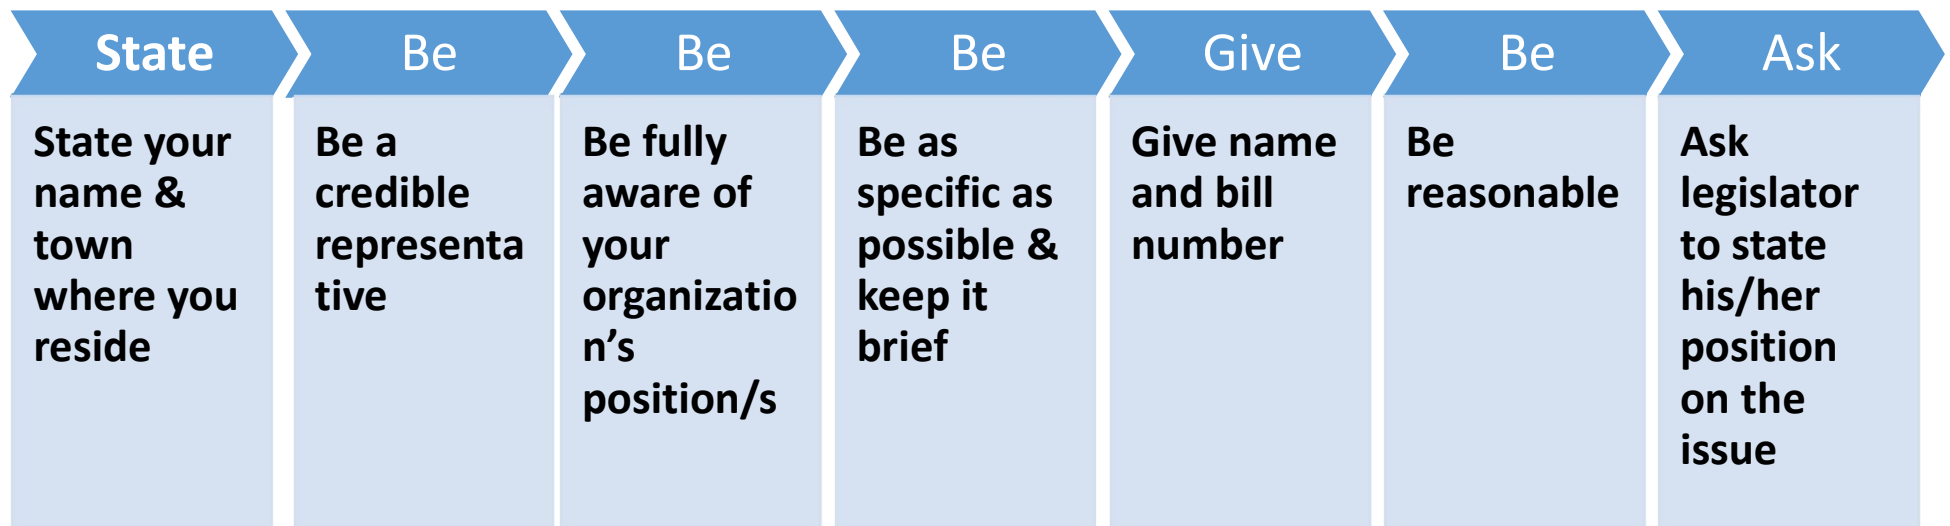 State
Be
Be
Be
Give
Be
Ask
State your
name &
town
where you
reside
Be a
credible
representa
tive
Be fully
aware of
your
organizatio
n’s
position/s
Be as
specific as
possible &
keep it
brief
Give name
and bill
number
Be
reasonable
Ask
legislator
to state
his/her
position
on the
issue